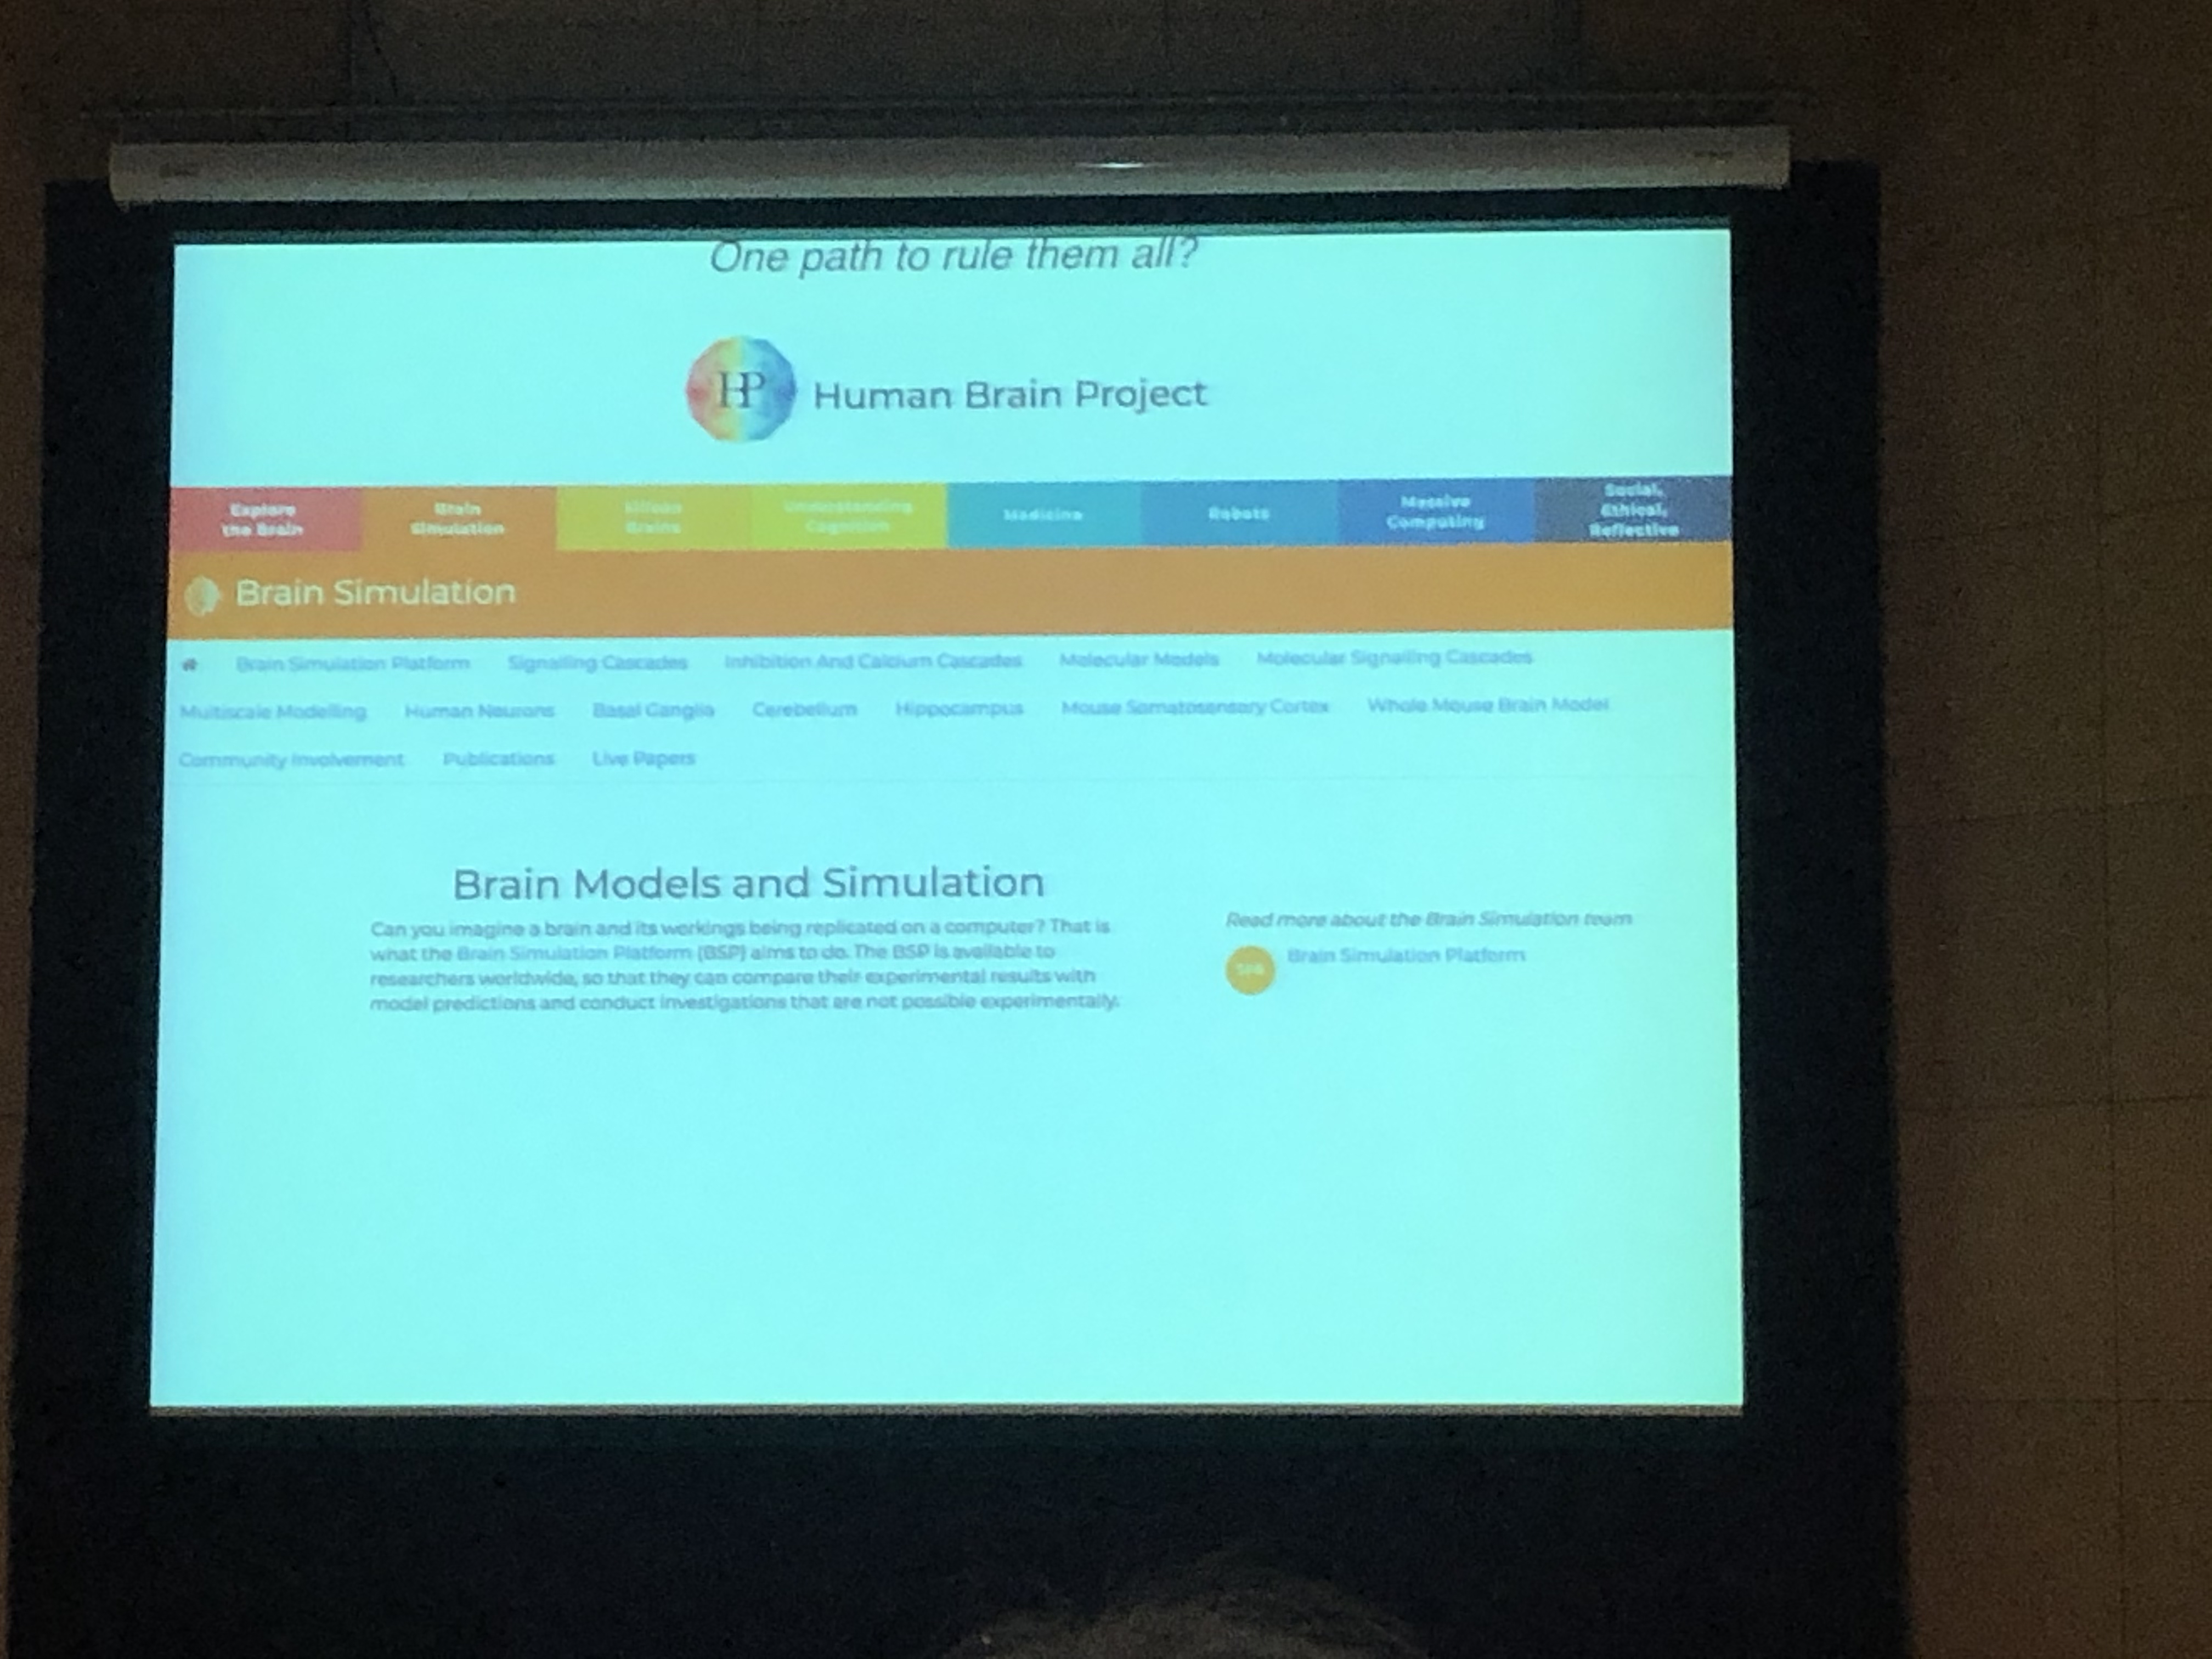 One path to rule them all?
HP
Human Brain Project
Explore
the Brain
Brain
Simulation
Silicon
Brains
Understanding
Cognition
Medicine
Robots
Massive
Computing
Social,
Ethical,
Reflective
Brain Simulation
Brain Simulation Platform Signalling Cascades Inhibition And Calcium Cascades Molecular Models Molecular Signalling Cascades
Multiscale Modelling Human Neurons Basal Ganglia Cerebellum Hippocampus Mouse Somatosensory Cortex Whole Mouse Brain Model
Community Involvement Publications Live Papers
Brain Models and Simulation
Can you imagine a brain and its workings being replicated on a computer? That is
what the Brain Simulation Platform (BSP) aims to do. The BSP is available to
researchers worldwide, so that they can compare their experimental results with
model predictions and conduct investigations that are not possible experimentally.
Read more about the Brain Simulation team
SP6
Brain Simulation Platform